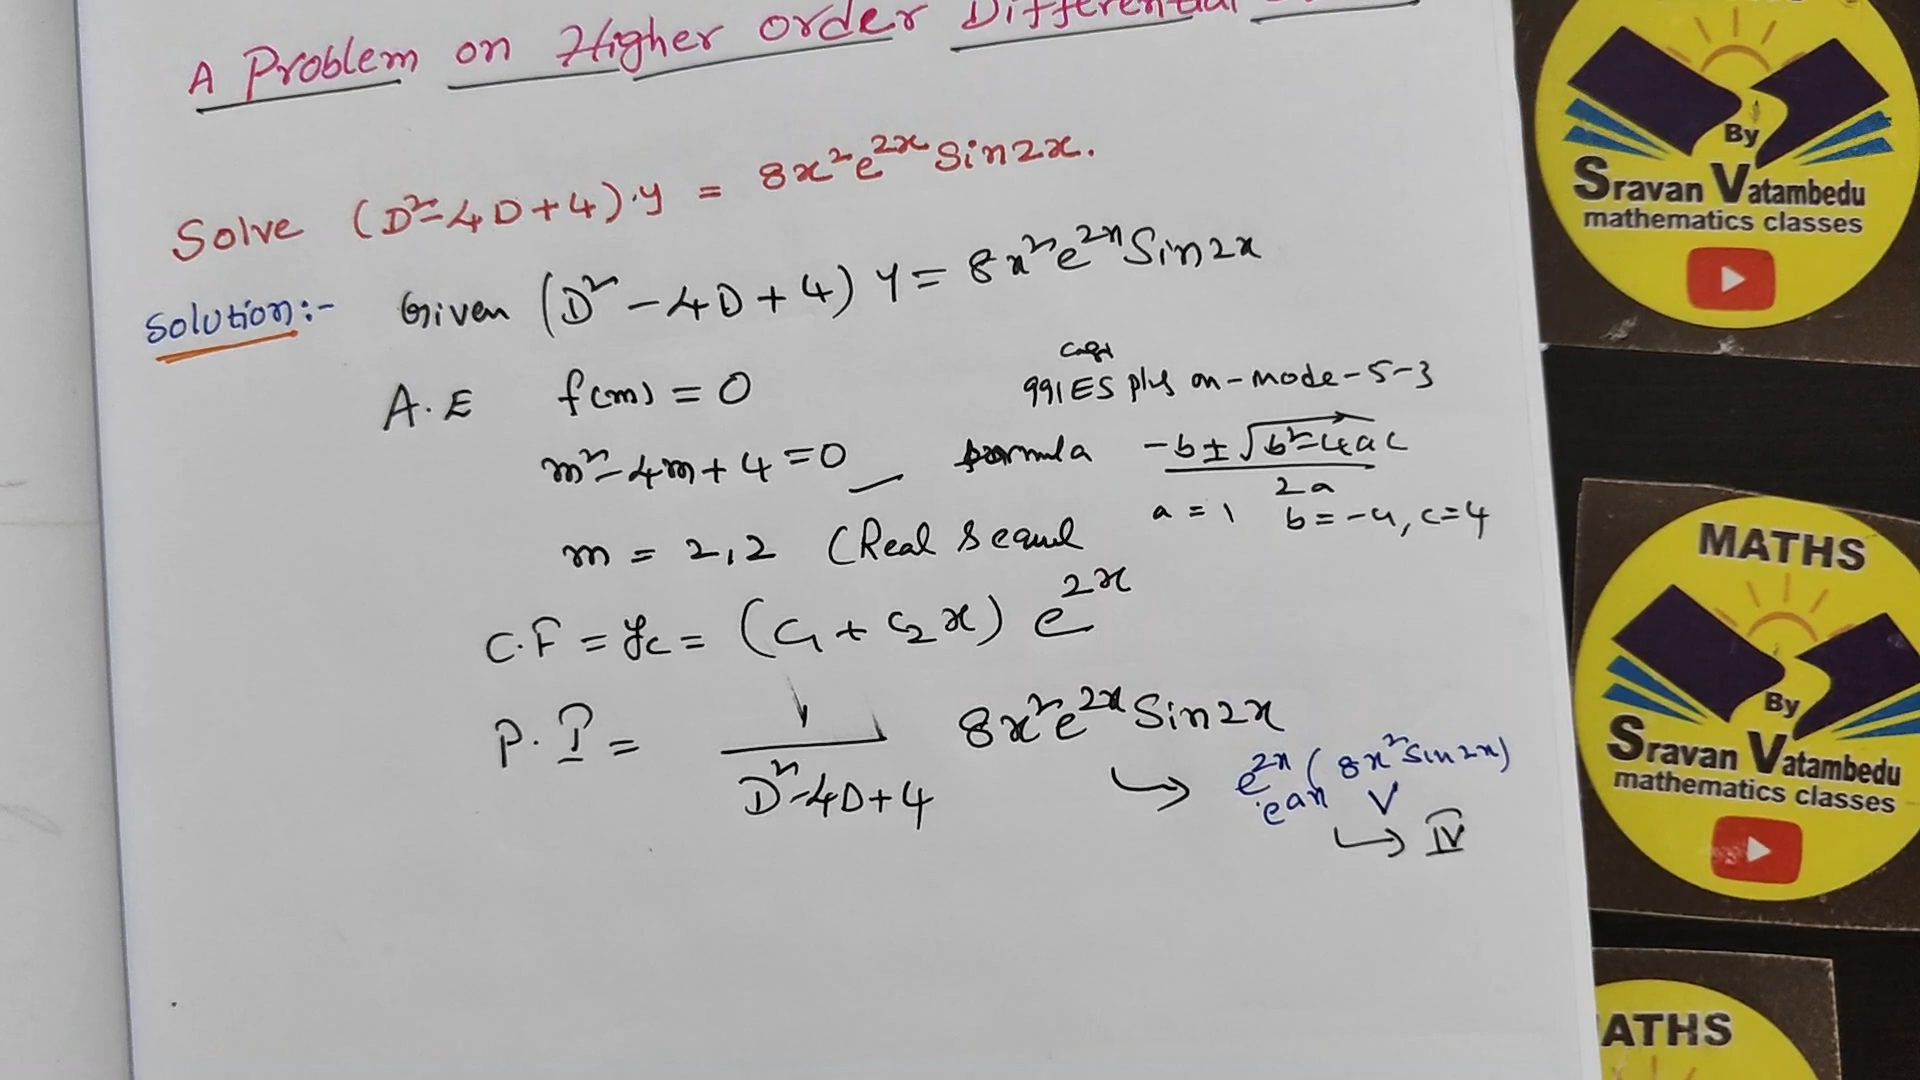 A Problem on Higher order Differential
Solve (D²-4D+4).y = 8x²e^2x Sin2x.
Solution:- Given (D² - 4D + 4) y = 8x²e^2x Sin2x
A.E f(m) = 0
991ES plus on - mode - 5-3
m² - 4m + 4 = 0 formula -b ± √b²-4ac / 2a
a = 1 b = -4, c = 4
m = 2, 2 (Real & equal
C.F = yc = (c1 + c2 x) e^2x
P.I = 1 / D²-4D+4 8x²e^2x Sin2x
↳ e^2x (8x² Sin2x)
e^ax V
↳ IV
By
Sravan Vatambedu
mathematics classes
MATHS
By
Sravan Vatambedu
mathematics classes
ATHS